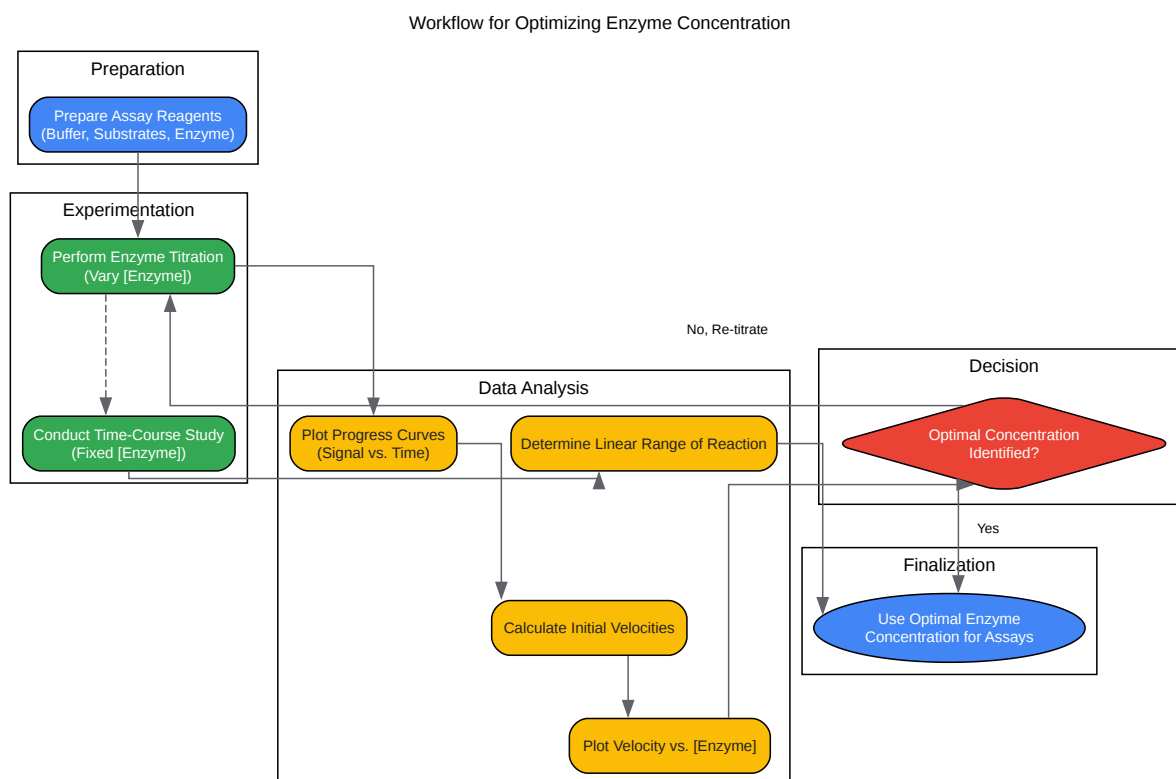 Workflow for Optimizing Enzyme Concentration
Preparation
Prepare Assay Reagents
(Buffer, Substrates, Enzyme)
Experimentation
Perform Enzyme Titration
(Vary [Enzyme])
Conduct Time-Course Study
(Fixed [Enzyme])
Data Analysis
Plot Progress Curves
(Signal vs. Time)
Determine Linear Range of Reaction
Calculate Initial Velocities
Plot Velocity vs. [Enzyme]
No, Re-titrate
Decision
Optimal Concentration
Identified?
Yes
Finalization
Use Optimal Enzyme
Concentration for Assays